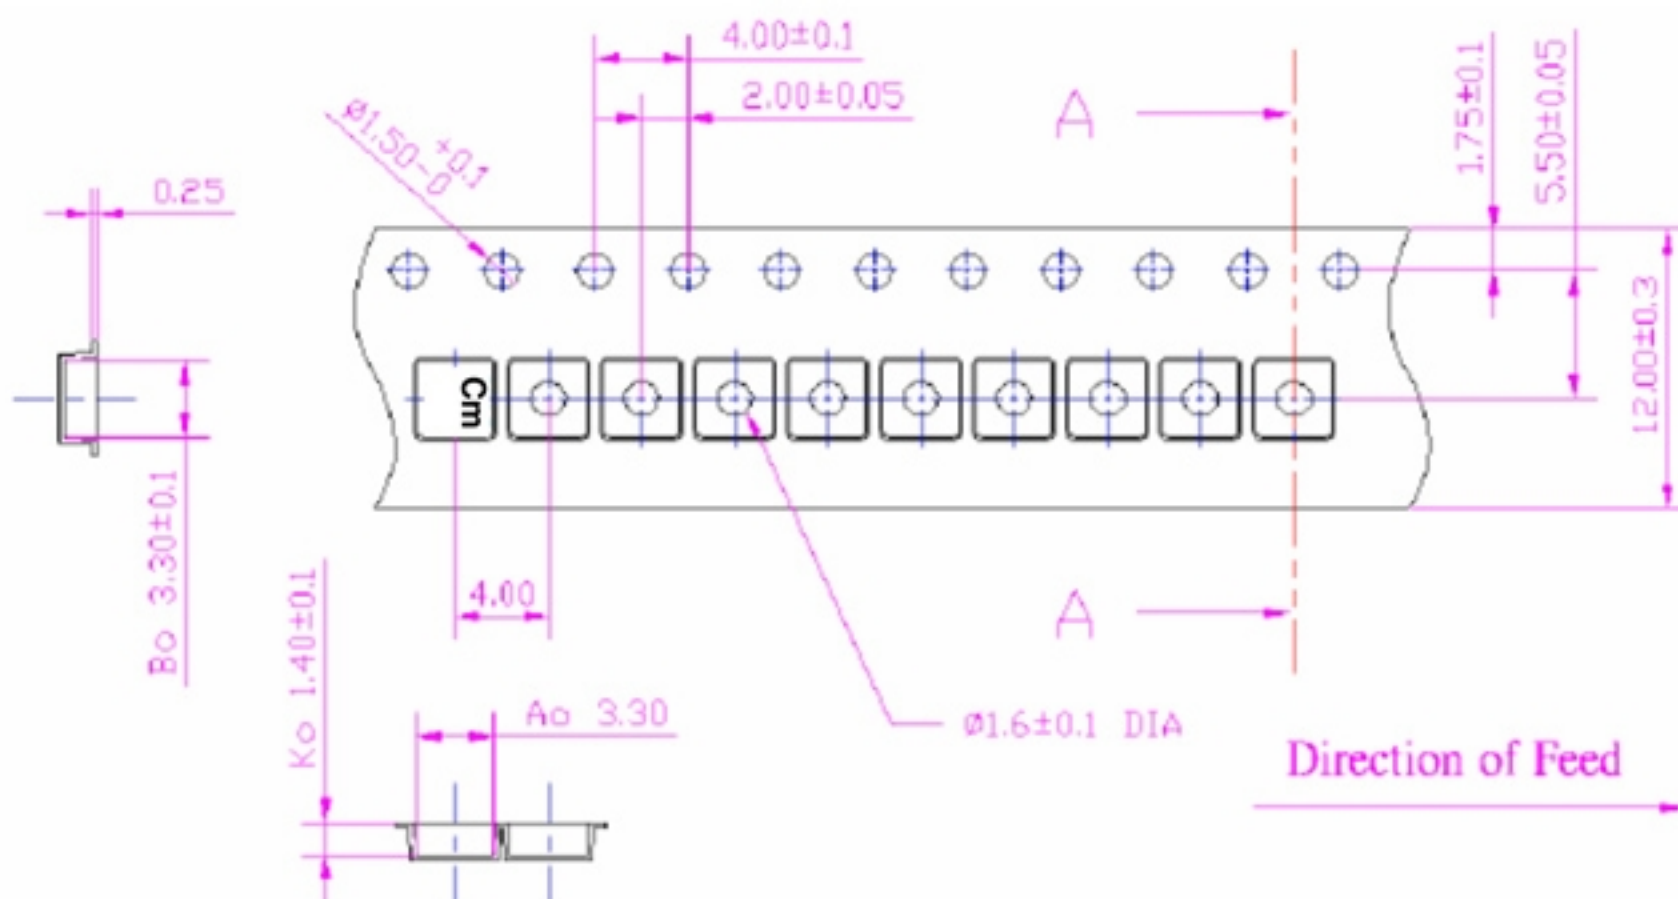 4.00±0.1
2.00±0.05
Ø1.50 +0.1 -0
A
1.75±0.1
5.50±0.05
0.25
12.00±0.3
Cm
Bo 3.30±0.1
4.00
Ko 1.40±0.1
A
Ao 3.30
Ø1.6±0.1 DIA
Direction of Feed